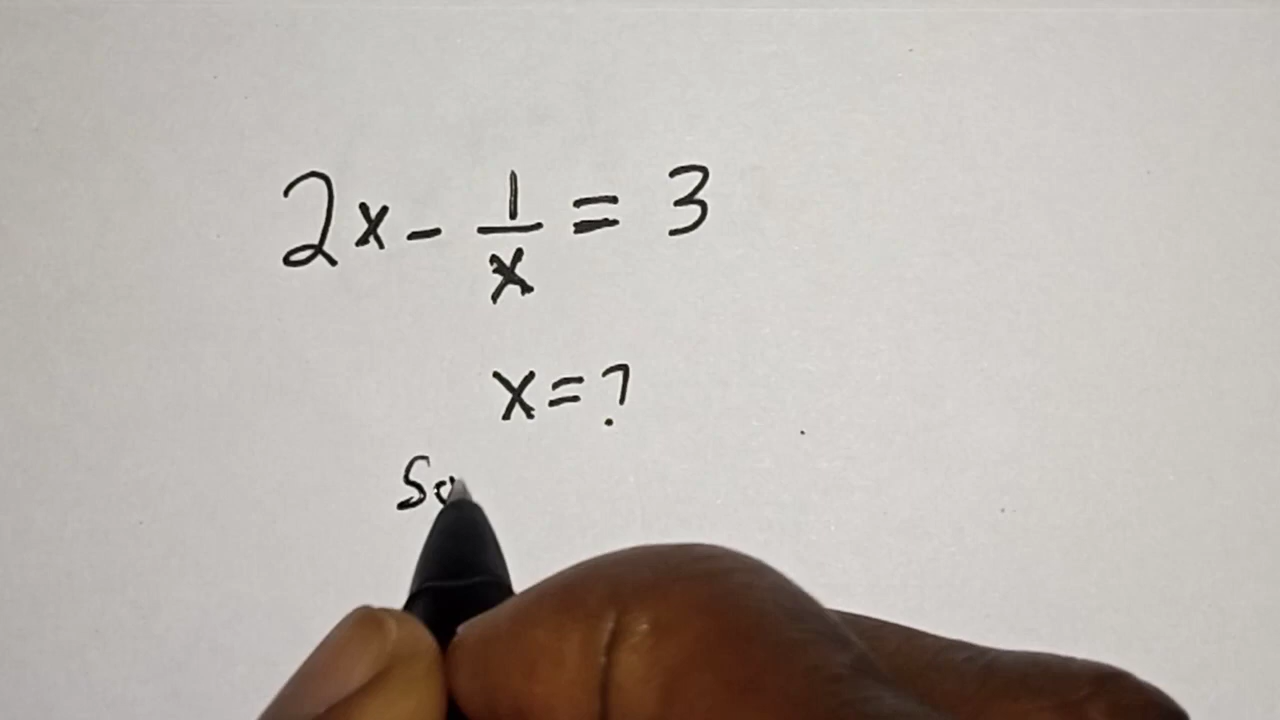 2x - 1/x = 3
x = ?